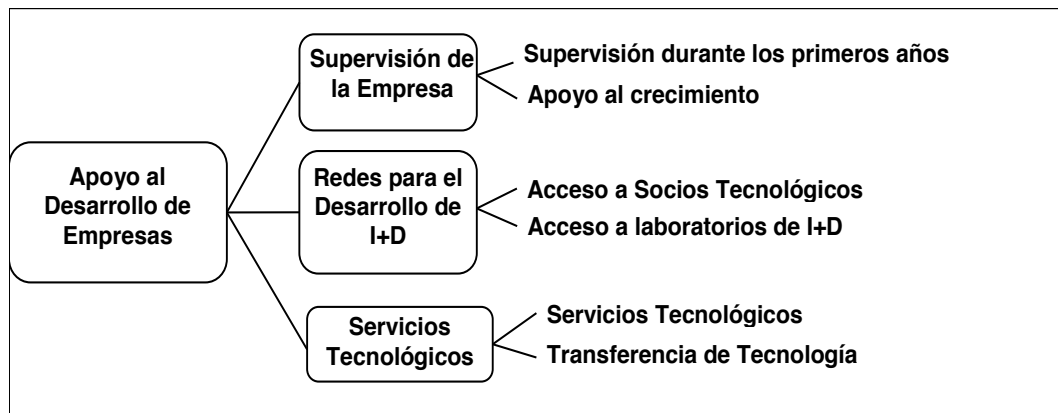 Apoyo al
Desarrollo de
Empresas
Supervisión de
la Empresa
Supervisión durante los primeros años
Apoyo al crecimiento
Redes para el
Desarrollo de
I+D
Acceso a Socios Tecnológicos
Acceso a laboratorios de I+D
Servicios
Tecnológicos
Servicios Tecnológicos
Transferencia de Tecnología